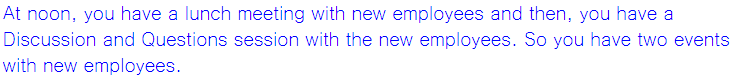 At noon, you have a lunch meeting with new employees and then, you have a
Discussion and Questions session with the new employees. So you have two events
with new employees.